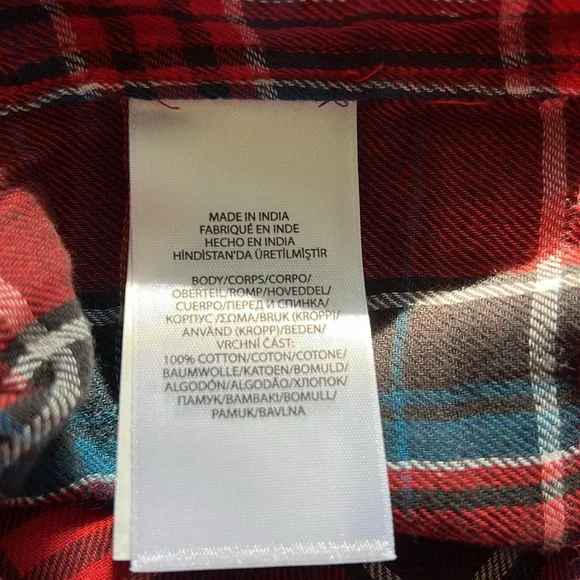 MADE IN INDIA
FABRIQUÉ EN INDE
HECHO EN INDIA
HİNDİSTAN'DA ÜRETİLMİŞTİR
BODY/CORPS/CORPO/
OBERTEIL/ROMP/HOVEDDEL/
CUERPO/ПЕРЕД И СПИНКА/
КОРПУС/ΣΩΜΑ/BRUK (KROPP)/
ANVÄND (KROPP)/BEDEN/
VRCHNÍ ČÁST:
100% COTTON/COTON/COTONE/
BAUMWOLLE/KATOEN/BOMULD/
ALGODÓN/ALGODÃO/ХЛОПОК/
ПАМУК/ΒΑΜΒΑΚΙ/BOMULL/
PAMUK/BAVLNA